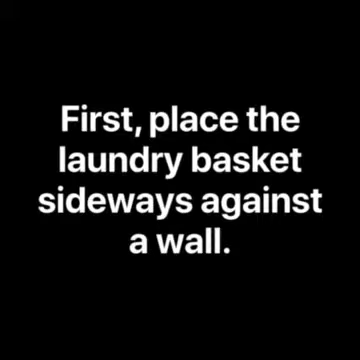 First, place the
laundry basket
sideways against
a wall.